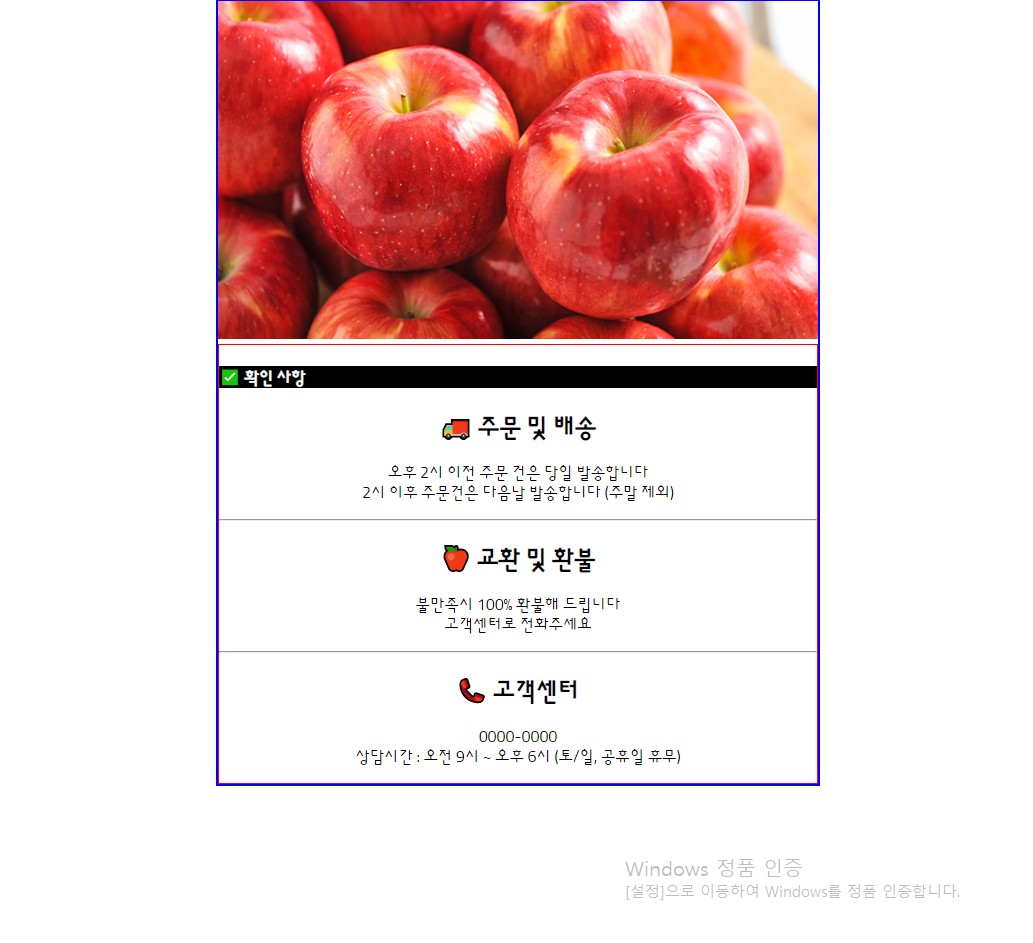 ✅ 확인 사항
🚚 주문 및 배송
오후 2시 이전 주문 건은 당일 발송합니다
2시 이후 주문건은 다음날 발송합니다 (주말 제외)
🍎 교환 및 환불
불만족시 100% 환불해 드립니다
고객센터로 전화주세요
📞 고객센터
0000-0000
상담시간 : 오전 9시 ~ 오후 6시 (토/일, 공휴일 휴무)
Windows 정품 인증
[설정]으로 이동하여 Windows를 정품 인증합니다.